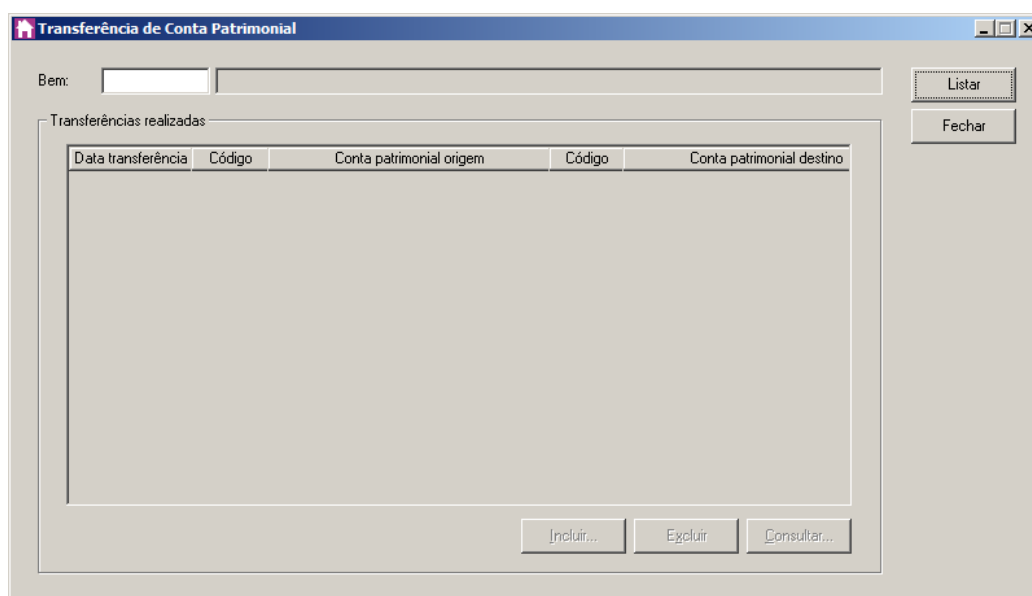 Transferência de Conta Patrimonial
Bem:
Listar
Transferências realizadas
Fechar
Data transferência Código Conta patrimonial origem Código Conta patrimonial destino
Incluir... Excluir Consultar...